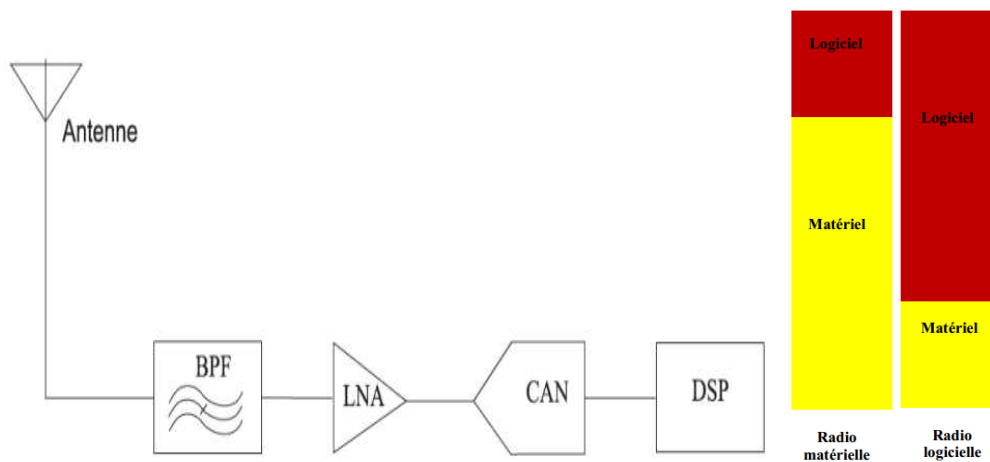 Antenne
BPF
LNA
CAN
DSP
Logiciel
Matériel
Logiciel
Matériel
Radio
matérielle
Radio
logicielle